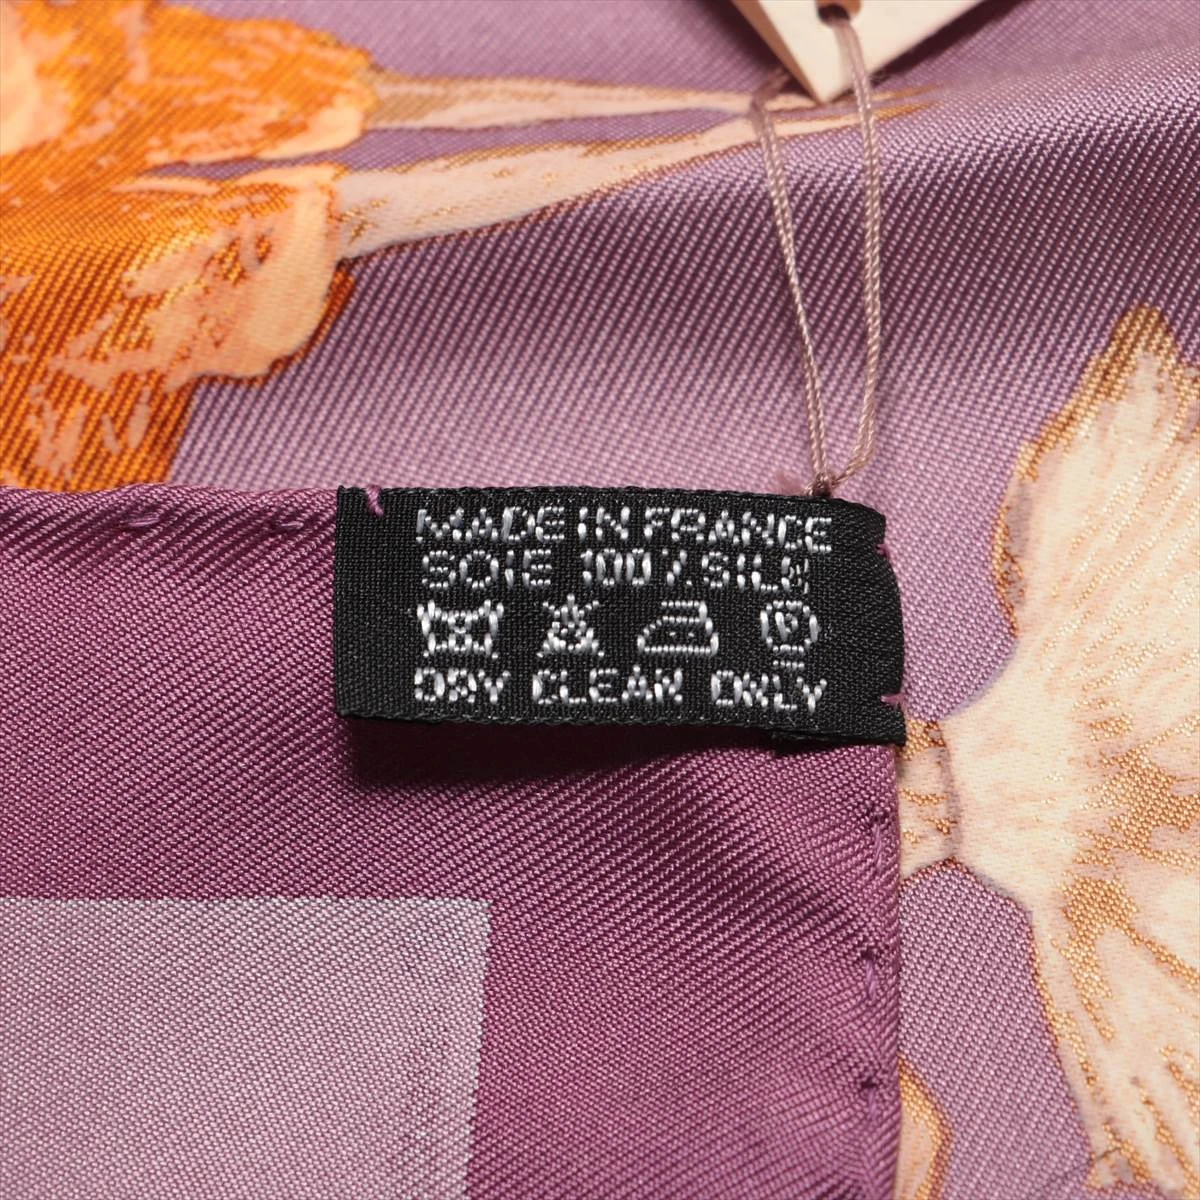 MADE IN FRANCE
SOIE 100% SILK
P
DRY CLEAN ONLY